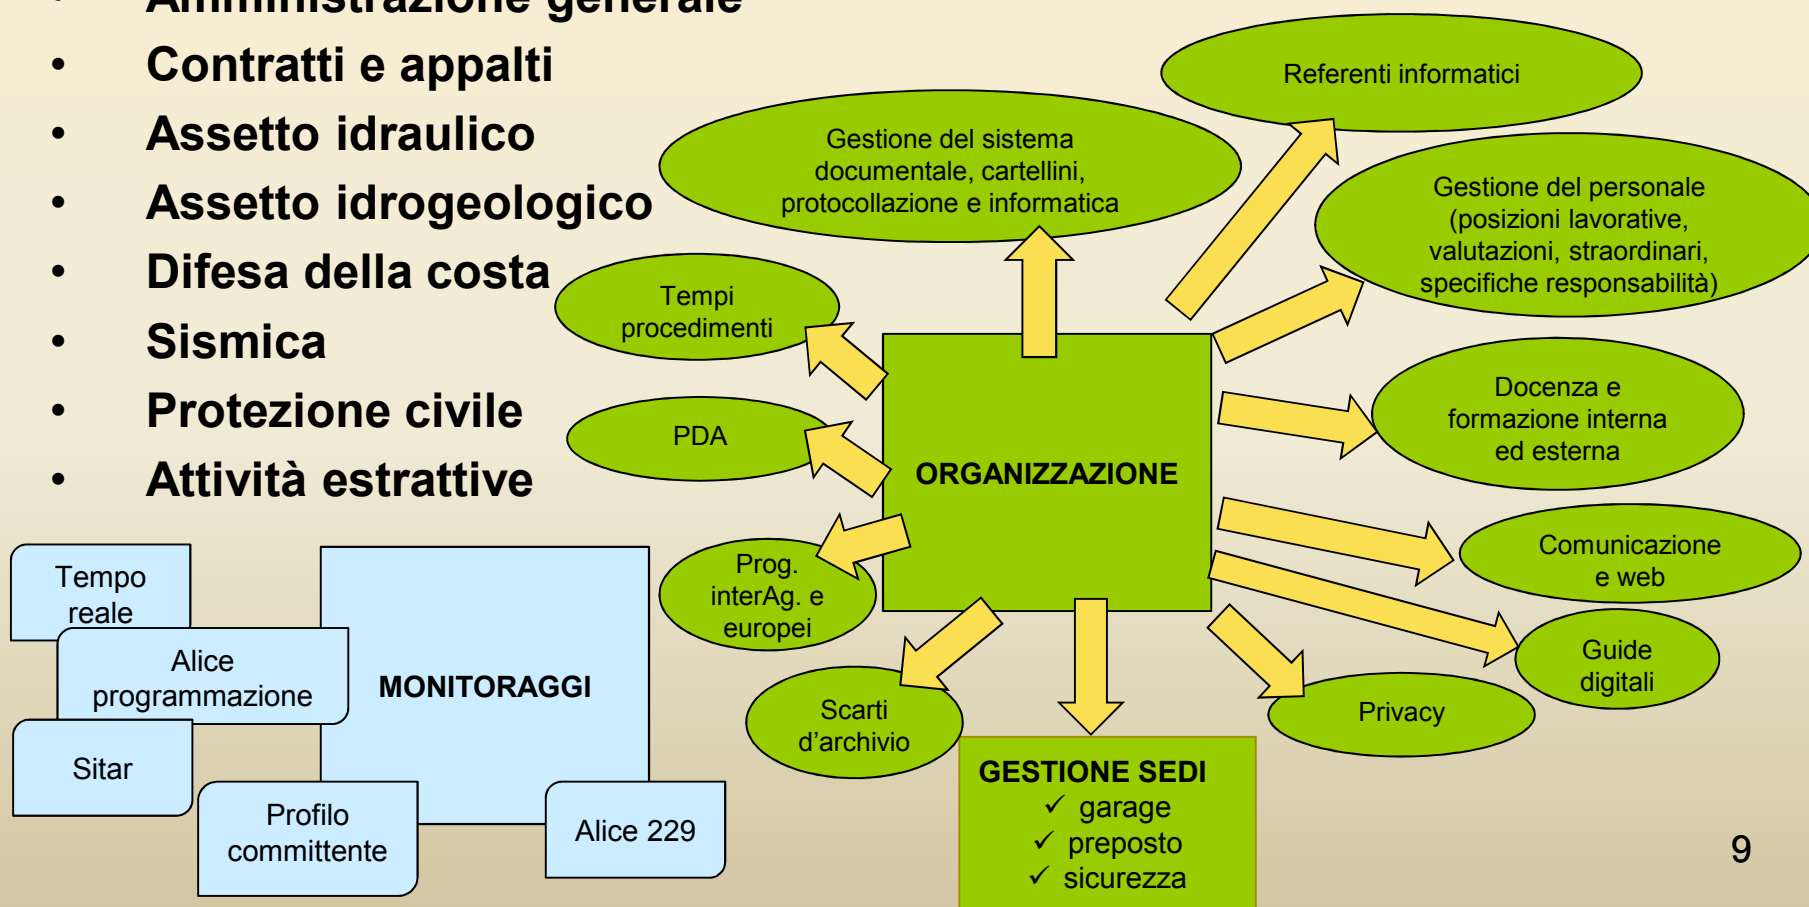 Amministrazione generale
Contratti e appalti
Assetto idraulico
Assetto idrogeologico
Difesa della costa
Sismica
Protezione civile
Attività estrattive
Referenti informatici
Gestione del sistema
documentale, cartellini,
protocollazione e informatica
Gestione del personale
(posizioni lavorative,
valutazioni, straordinari,
specifiche responsabilità)
Tempi
procedimenti
PDA
ORGANIZZAZIONE
Docenza e
formazione interna
ed esterna
Comunicazione
e web
Prog.
interAg. e
europei
Guide
digitali
Scarti
d’archivio
Privacy
GESTIONE SEDI
✓ garage
✓ preposto
✓ sicurezza
Tempo
reale
Alice
programmazione
MONITORAGGI
Sitar
Profilo
committente
Alice 229
9